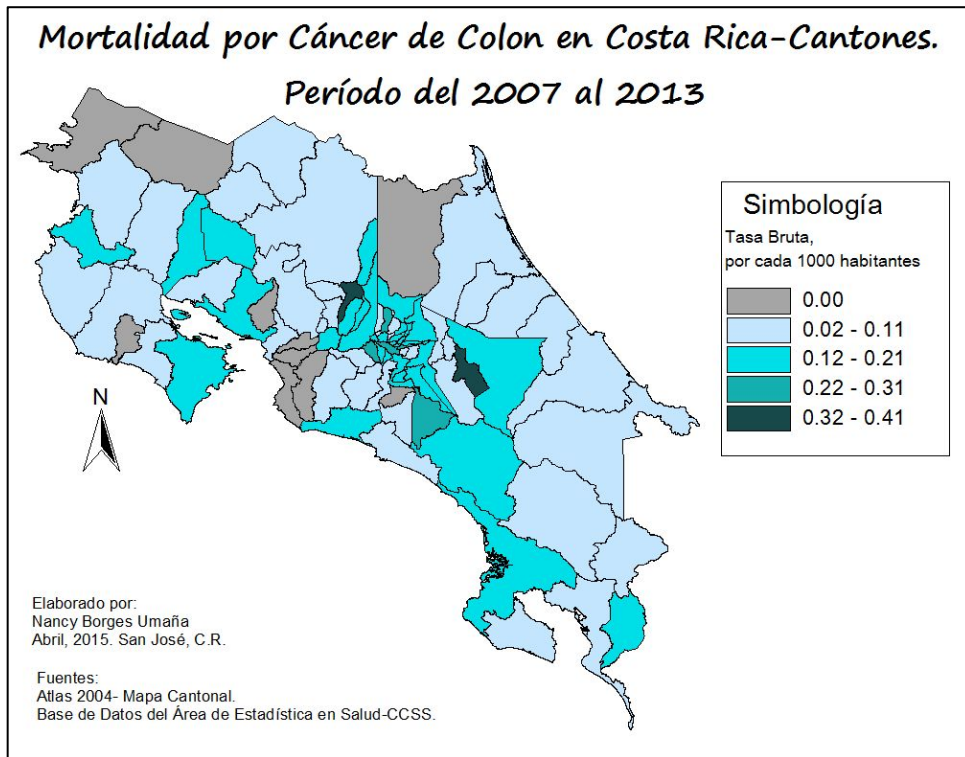 Mortalidad por Cáncer de Colon en Costa Rica-Cantones.
Período del 2007 al 2013
Simbología
Tasa Bruta,
por cada 1000 habitantes
0.00
0.02 - 0.11
0.12 - 0.21
0.22 - 0.31
0.32 - 0.41
N
Elaborado por:
Nancy Borges Umaña
Abril, 2015. San José, C.R.
Fuentes:
Atlas 2004- Mapa Cantonal.
Base de Datos del Área de Estadística en Salud-CCSS.